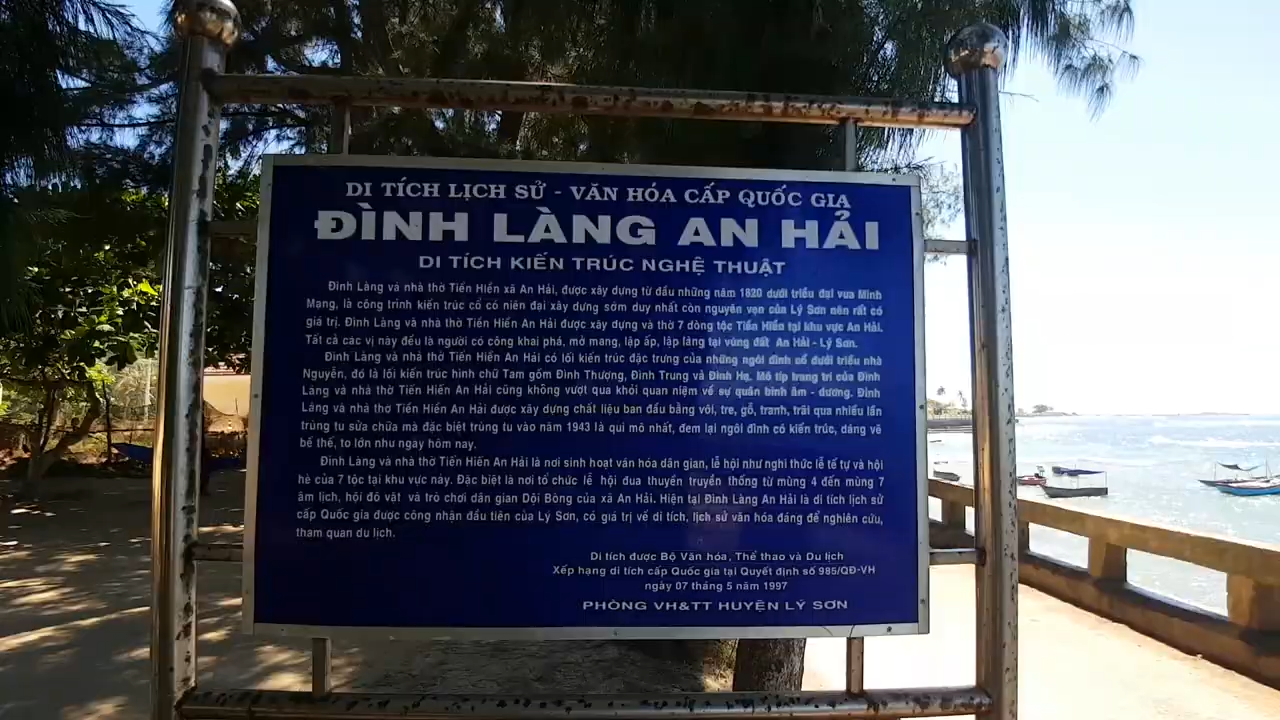 DI TÍCH LỊCH SỬ - VĂN HÓA CẤP QUỐC GIA
ĐÌNH LÀNG AN HẢI
DI TÍCH KIẾN TRÚC NGHỆ THUẬT
Đình Làng và nhà thờ Tiền Hiền xã An Hải, được xây dựng từ đầu những năm 1820 dưới triều đại vua Minh
Mạng, là công trình kiến trúc cổ có niên đại xây dựng sớm duy nhất còn nguyên vẹn của Lý Sơn nên rất có
giá trị. Đình Làng và nhà thờ Tiền Hiền An Hải được xây dựng và thờ 7 dòng tộc Tiền Hiền tại khu vực An Hải.
Tất cả các vị này đều là người có công khai phá, mở mang, lập ấp, lập làng tại vùng đất An Hải - Lý Sơn.
Đình Làng và nhà thờ Tiền Hiền An Hải có lối kiến trúc đặc trưng của những ngôi đình cổ dưới triều nhà
Nguyễn, đó là lối kiến trúc hình chữ Tam gồm Đình Thượng, Đình Trung và Đình Hạ. Mô típ trang trí của Đình
Làng và nhà thờ Tiền Hiền An Hải cũng không vượt qua khỏi quan niệm về sự quân bình âm - dương. Đình
Làng và nhà thờ Tiền Hiền An Hải được xây dựng chất liệu ban đầu bằng vôi, tre, gỗ, tranh, trãi qua nhiều lần
trùng tu sửa chữa mà đặc biệt trùng tu vào năm 1943 là qui mô nhất, đem lại ngôi đình có kiến trúc, dáng vẽ
bề thế, to lớn như ngày hôm nay.
Đình Làng và nhà thờ Tiền Hiền An Hải là nơi sinh hoạt văn hóa dân gian, lễ hội như nghi thức lễ tế tự và hội
hè của 7 tộc tại khu vực này. Đặc biệt là nơi tổ chức lễ hội đua thuyền truyền thống từ mùng 4 đến mùng 7
âm lịch, hội đô vật và trò chơi dân gian Dội Bông của xã An Hải. Hiện tại Đình Làng An Hải là di tích lịch sử
cấp Quốc gia được công nhận đầu tiên của Lý Sơn, có giá trị về di tích, lịch sử văn hóa đáng để nghiên cứu,
tham quan du lịch.
Di tích được Bộ Văn hóa, Thể thao và Du lịch
Xếp hạng di tích cấp Quốc gia tại Quyết định số 985/QĐ-VH
ngày 07 tháng 5 năm 1997
PHÒNG VH&TT HUYỆN LÝ SƠN